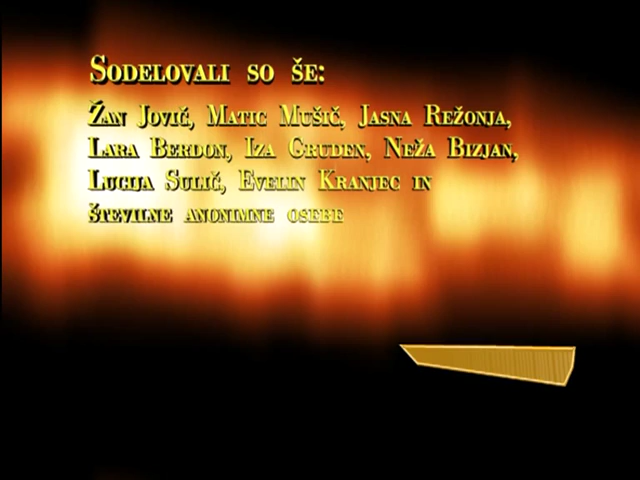 Sodelovali so še:
Žan Jovič, Matic Mušič, Jasna Režonja,
Lara Berdon, Iza Gruden, Neža Bizjan,
Lucija Sulič, Evelin Kranjec in
številne anonimne osebe